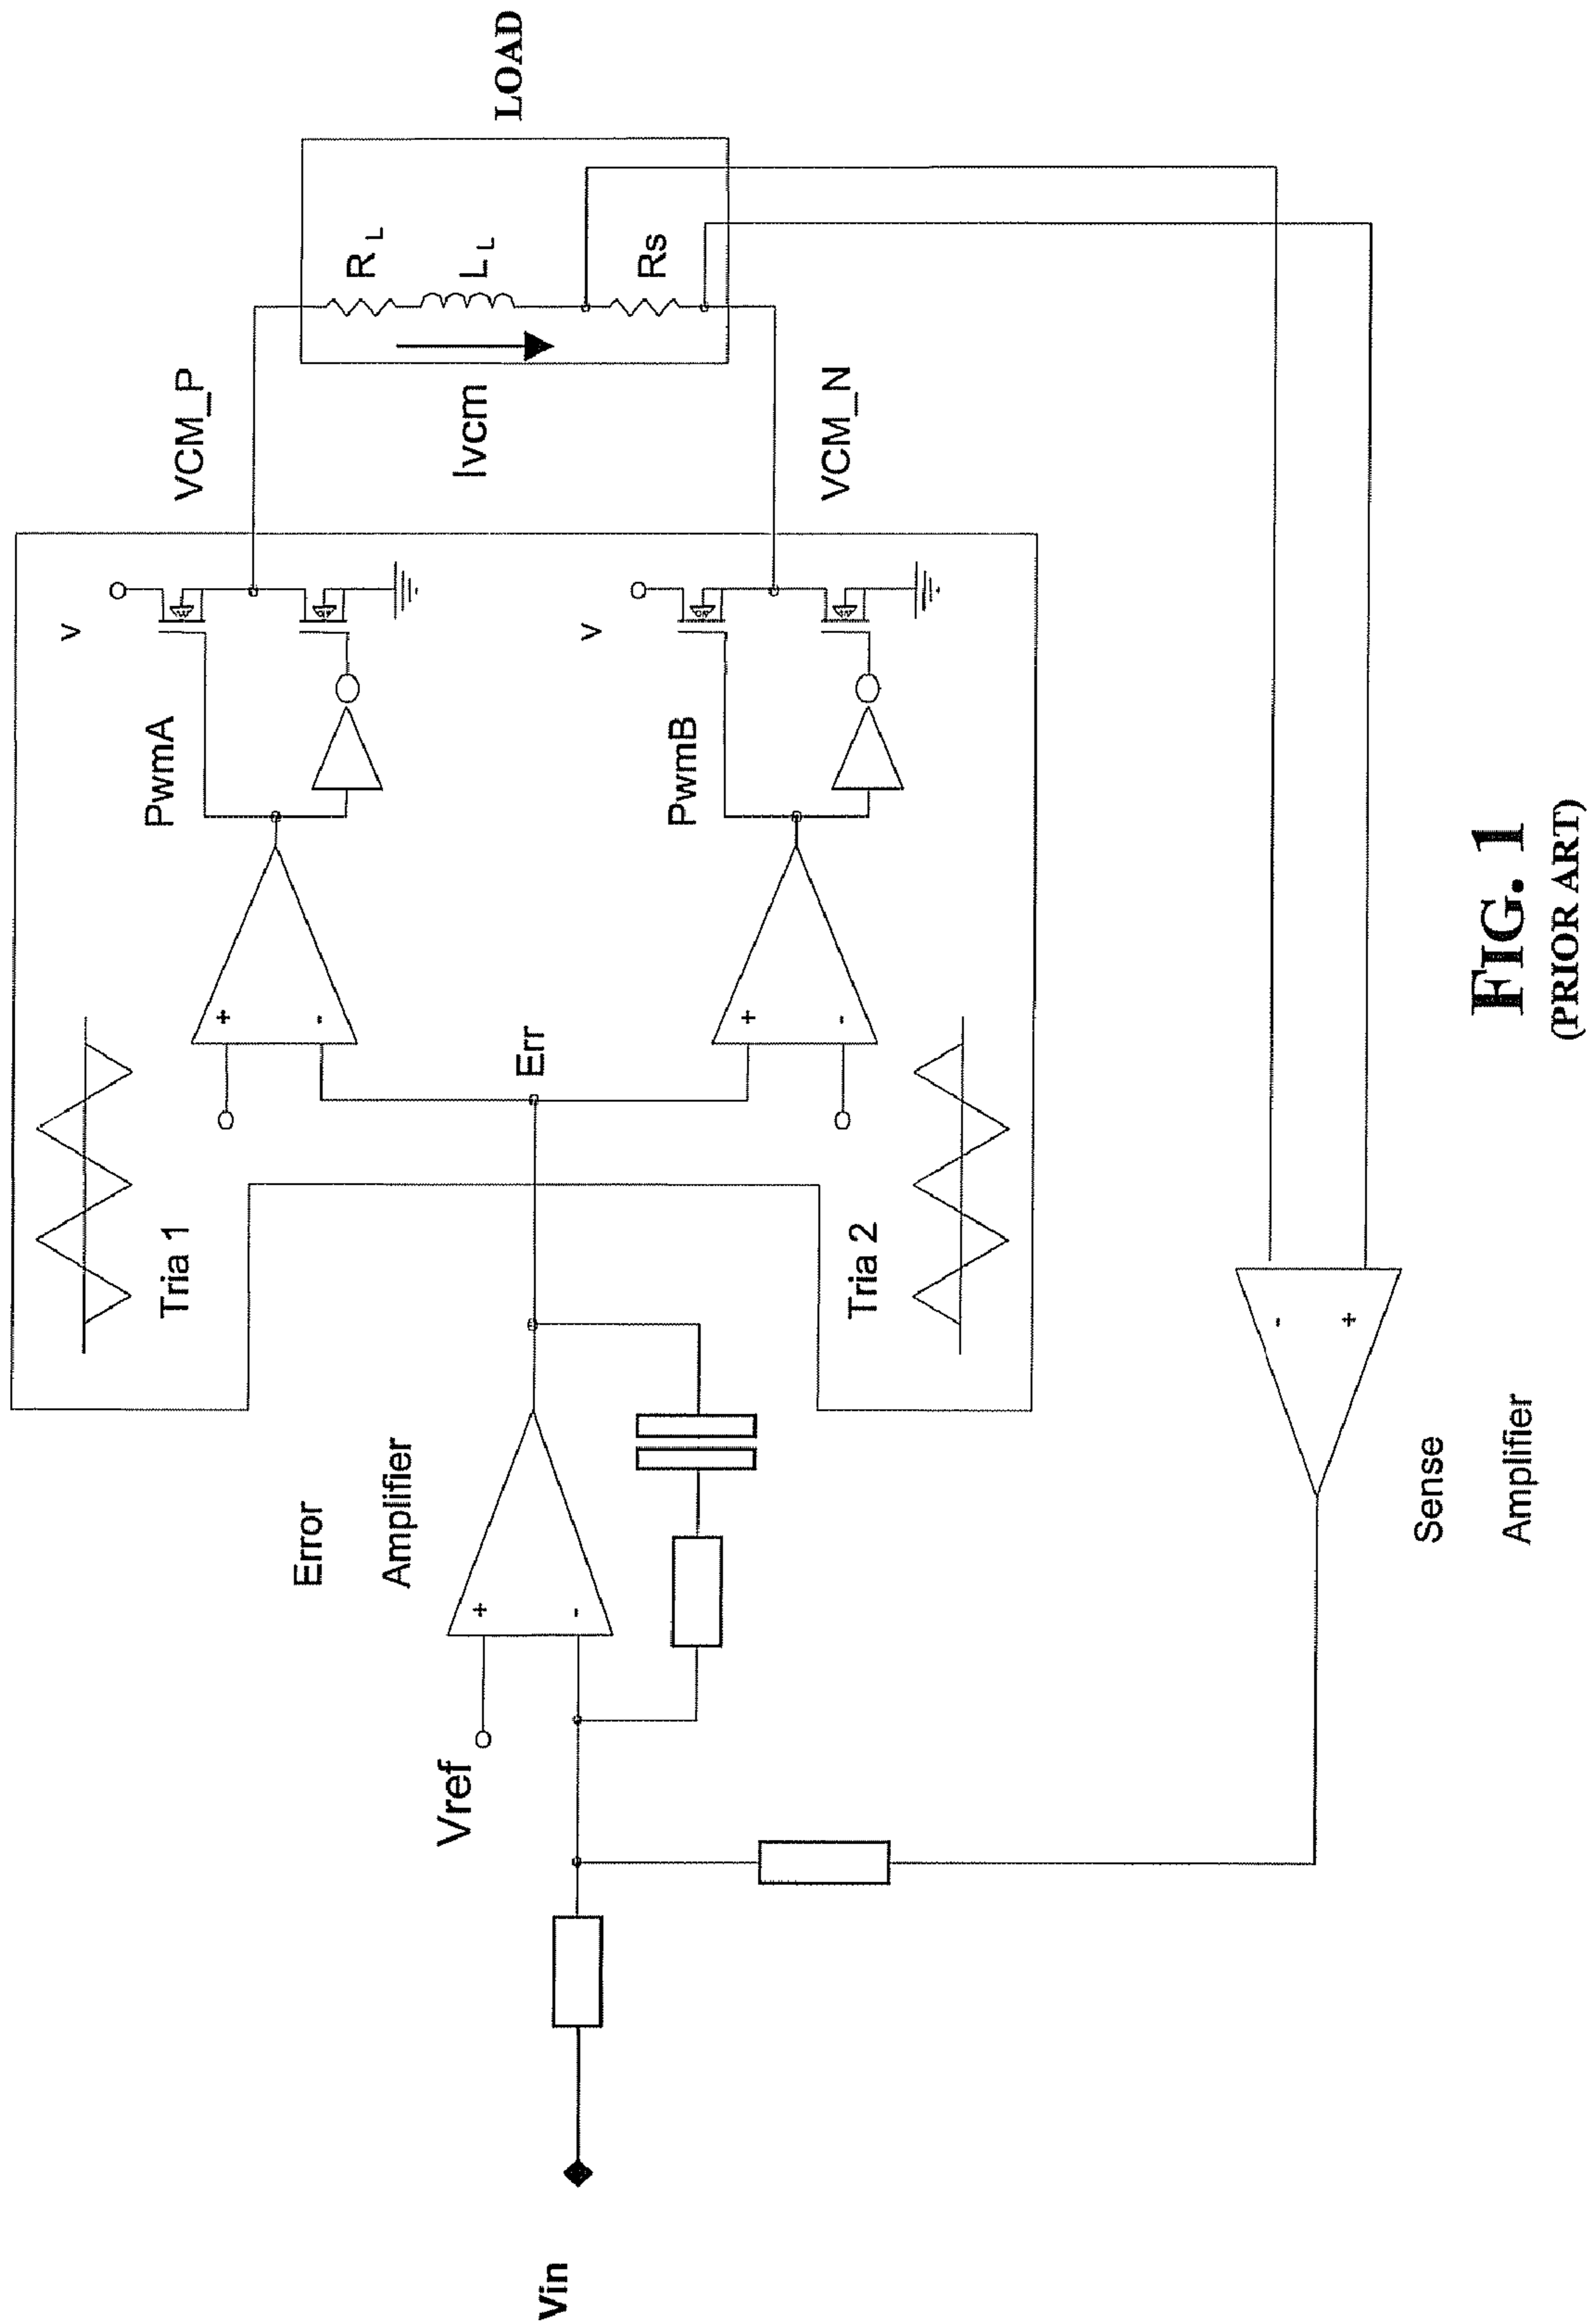 Tria 1
+
-
PwmA
v
VCM_P
LOAD
R L
L L
Rs
Ivcm
Error
Amplifier
Vref
+
-
Err
Vin
Tria 2
+
-
PwmB
v
VCM_N
Sense
Amplifier
-
+
FIG. 1
(PRIOR ART)